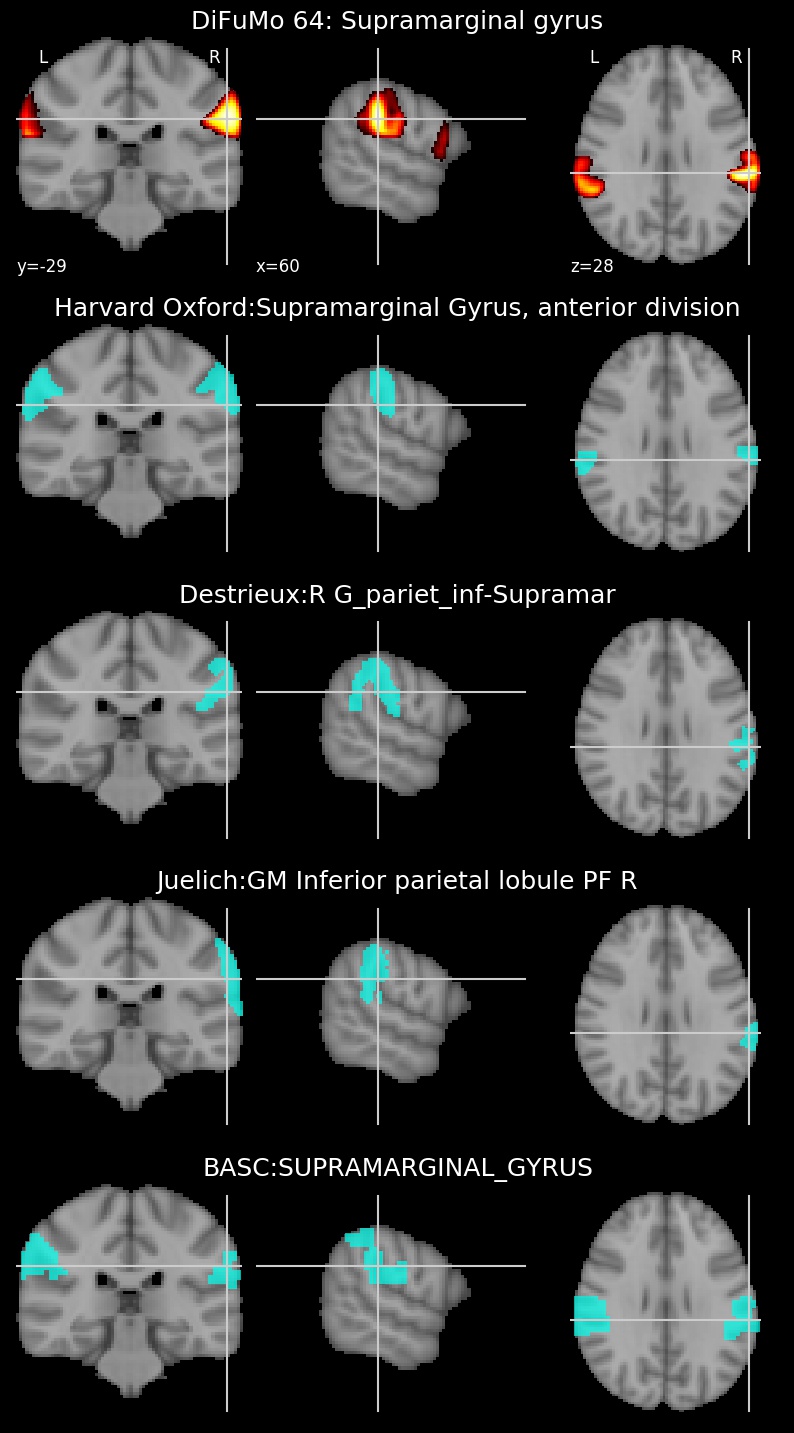 DiFuMo 64: Supramarginal gyrus
L R L R
y=-29 x=60 z=28
Harvard Oxford:Supramarginal Gyrus, anterior division
Destrieux:R G_pariet_inf-Supramar
Juelich:GM Inferior parietal lobule PF R
BASC:SUPRAMARGINAL_GYRUS